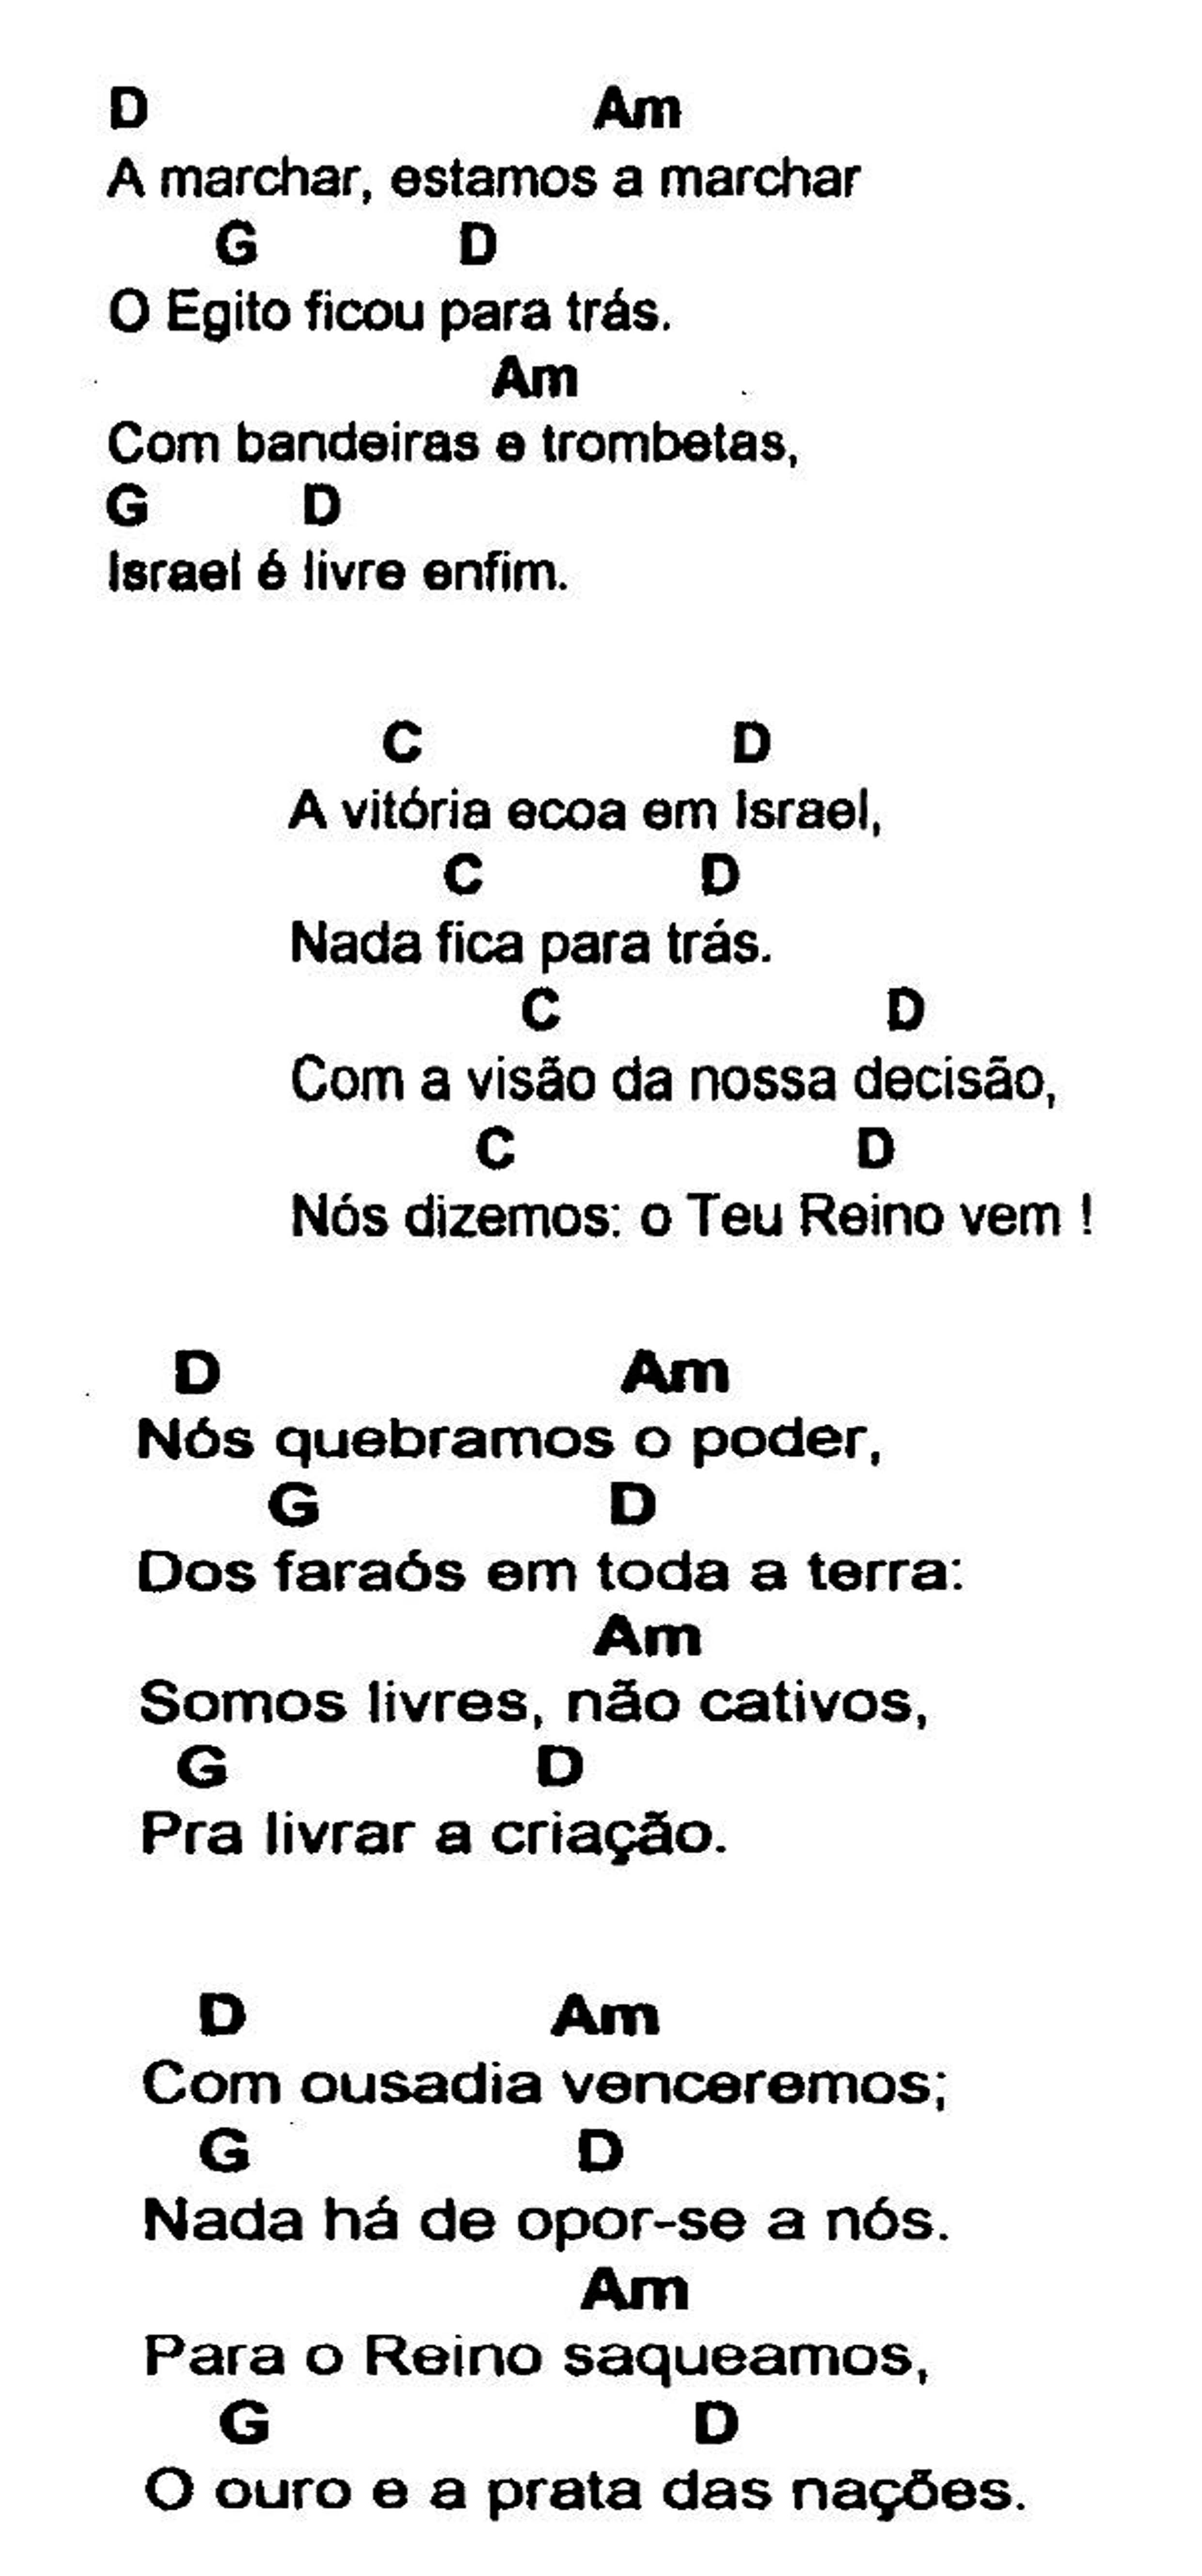 D Am
A marchar, estamos a marchar
G D
O Egito ficou para trás.
Am
Com bandeiras e trombetas,
G D
Israel é livre enfim.
C D
A vitória ecoa em Israel,
C D
Nada fica para trás.
C D
Com a visão da nossa decisão,
C D
Nós dizemos: o Teu Reino vem !
D Am
Nós quebramos o poder,
G D
Dos faraós em toda a terra:
Am
Somos livres, não cativos,
G D
Pra livrar a criação.
D Am
Com ousadia venceremos;
G D
Nada há de opor-se a nós.
Am
Para o Reino saqueamos,
G D
O ouro e a prata das nações.